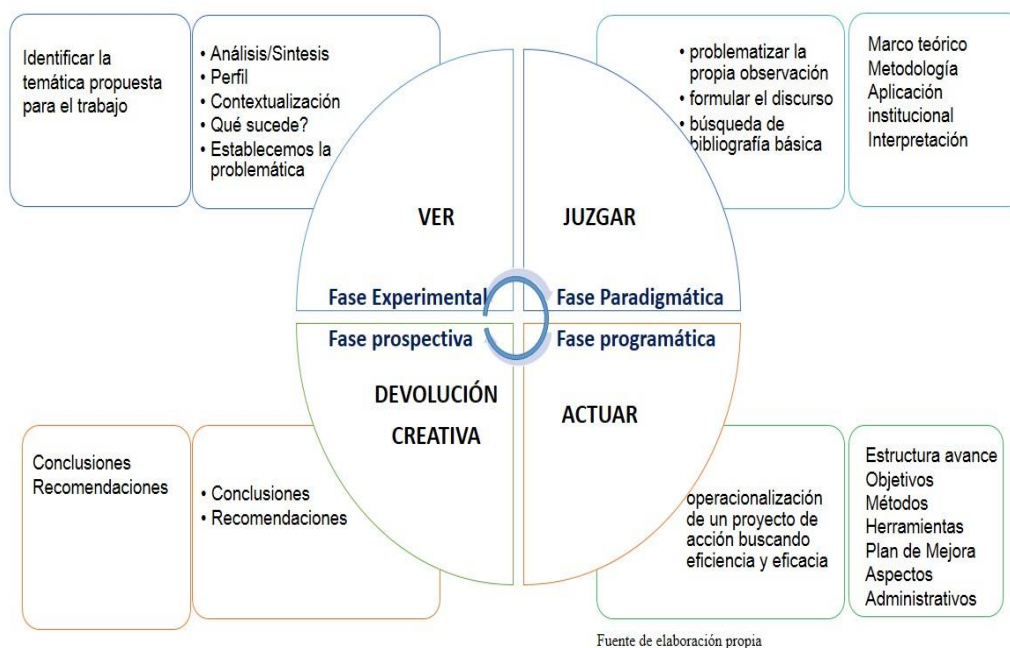 Identificar la
temática propuesta
para el trabajo
• Análisis/Sintesis
• Perfil
• Contextualización
• Qué sucede?
• Establecemos la
problemática
• problematizar la
propia observación
• formular el discurso
• búsqueda de
bibliografía básica
Marco teórico
Metodología
Aplicación
institucional
Interpretación
VER
JUZGAR
Fase Experimental
Fase Paradigmática
Fase prospectiva
Fase programática
DEVOLUCIÓN
CREATIVA
ACTUAR
Conclusiones
Recomendaciones
• Conclusiones
• Recomendaciones
operacionalización
de un proyecto de
acción buscando
eficiencia y eficacia
Estructura avance
Objetivos
Métodos
Herramientas
Plan de Mejora
Aspectos
Administrativos
Fuente de elaboración propia